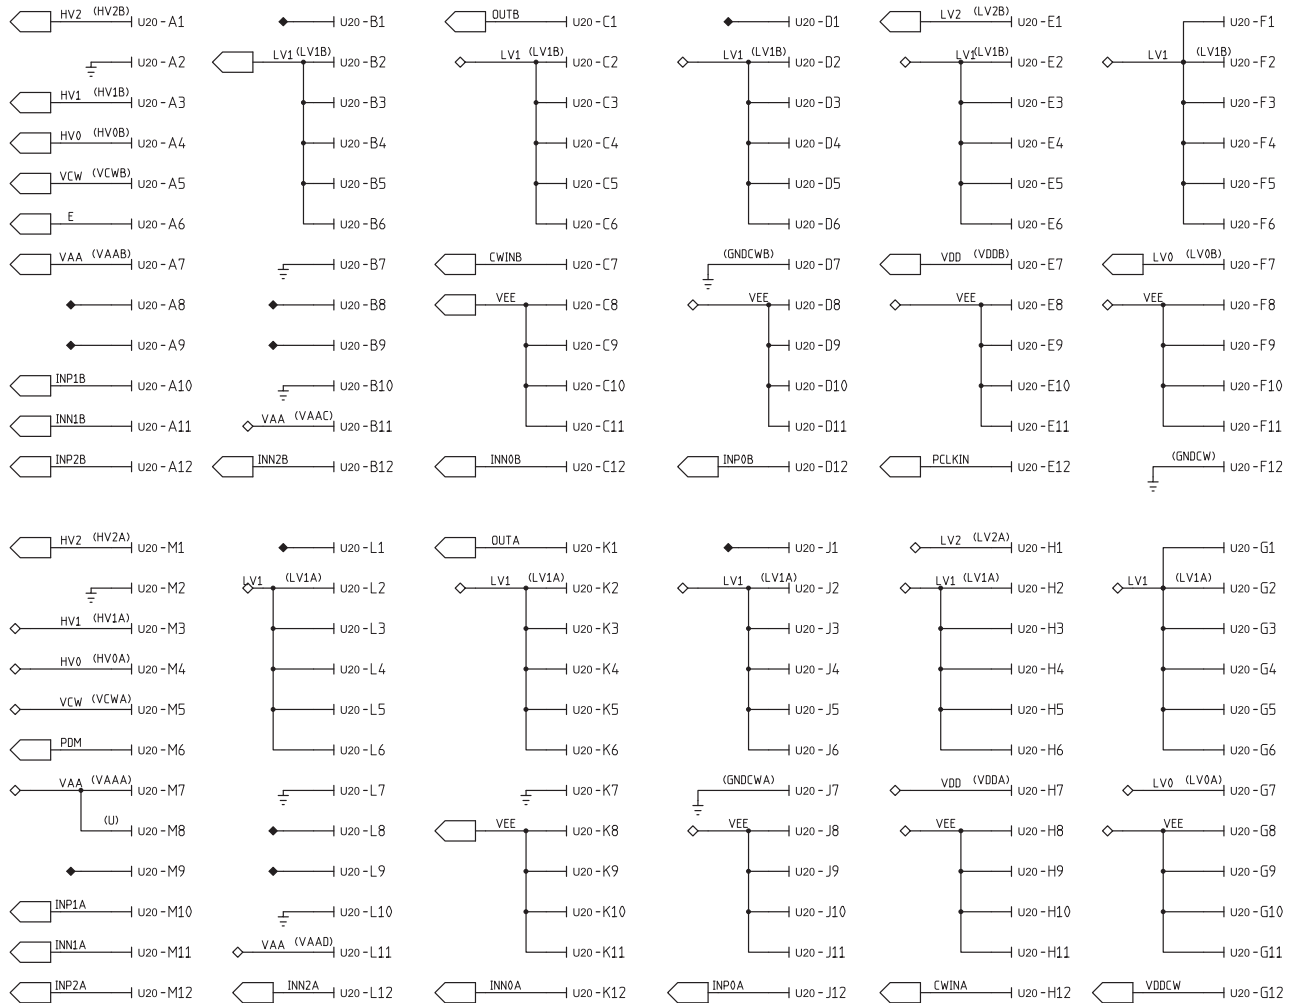 HV2 (HV2B) U20-A1 U20-B1 OUTB U20-C1 U20-D1 LV2 (LV2B) U20-E1 U20-F1
U20-A2 LV1 (LV1B) U20-B2 LV1 (LV1B) U20-C2 LV1 (LV1B) U20-D2 LV1 (LV1B) U20-E2 LV1 (LV1B) U20-F2
HV1 (HV1B) U20-A3 U20-B3 U20-C3 U20-D3 U20-E3 U20-F3
HV0 (HV0B) U20-A4 U20-B4 U20-C4 U20-D4 U20-E4 U20-F4
VCW (VCWB) U20-A5 U20-B5 U20-C5 U20-D5 U20-E5 U20-F5
E U20-A6 U20-B6 U20-C6 U20-D6 U20-E6 U20-F6
VAA (VAAB) U20-A7 U20-B7 CWINB U20-C7 (GNDCWB) U20-D7 VDD (VDDB) U20-E7 LV0 (LV0B) U20-F7
U20-A8 U20-B8 VEE U20-C8 VEE U20-D8 VEE U20-E8 VEE U20-F8
U20-A9 U20-B9 U20-C9 U20-D9 U20-E9 U20-F9
INP1B U20-A10 U20-B10 U20-C10 U20-D10 U20-E10 U20-F10
INN1B U20-A11 VAA (VAAC) U20-B11 U20-C11 U20-D11 U20-E11 U20-F11
INP2B U20-A12 INN2B U20-B12 INN0B U20-C12 INP0B U20-D12 PCLKIN U20-E12 (GNDCW) U20-F12
HV2 (HV2A) U20-M1 U20-L1 OUTA U20-K1 U20-J1 LV2 (LV2A) U20-H1 U20-G1
U20-M2 LV1 (LV1A) U20-L2 LV1 (LV1A) U20-K2 LV1 (LV1A) U20-J2 LV1 (LV1A) U20-H2 LV1 (LV1A) U20-G2
HV1 (HV1A) U20-M3 U20-L3 U20-K3 U20-J3 U20-H3 U20-G3
HV0 (HV0A) U20-M4 U20-L4 U20-K4 U20-J4 U20-H4 U20-G4
VCW (VCWA) U20-M5 U20-L5 U20-K5 U20-J5 U20-H5 U20-G5
PDM U20-M6 U20-L6 U20-K6 U20-J6 U20-H6 U20-G6
VAA (VAAA) U20-M7 U20-L7 U20-K7 (GNDCWA) U20-J7 VDD (VDDA) U20-H7 LV0 (LV0A) U20-G7
(U) U20-M8 U20-L8 VEE U20-K8 VEE U20-J8 VEE U20-H8 VEE U20-G8
U20-M9 U20-L9 U20-K9 U20-J9 U20-H9 U20-G9
INP1A U20-M10 U20-L10 U20-K10 U20-J10 U20-H10 U20-G10
INN1A U20-M11 VAA (VAAD) U20-L11 U20-K11 U20-J11 U20-H11 U20-G11
INP2A U20-M12 INN2A U20-L12 INN0A U20-K12 INP0A U20-J12 CWINA U20-H12 VDDCW U20-G12